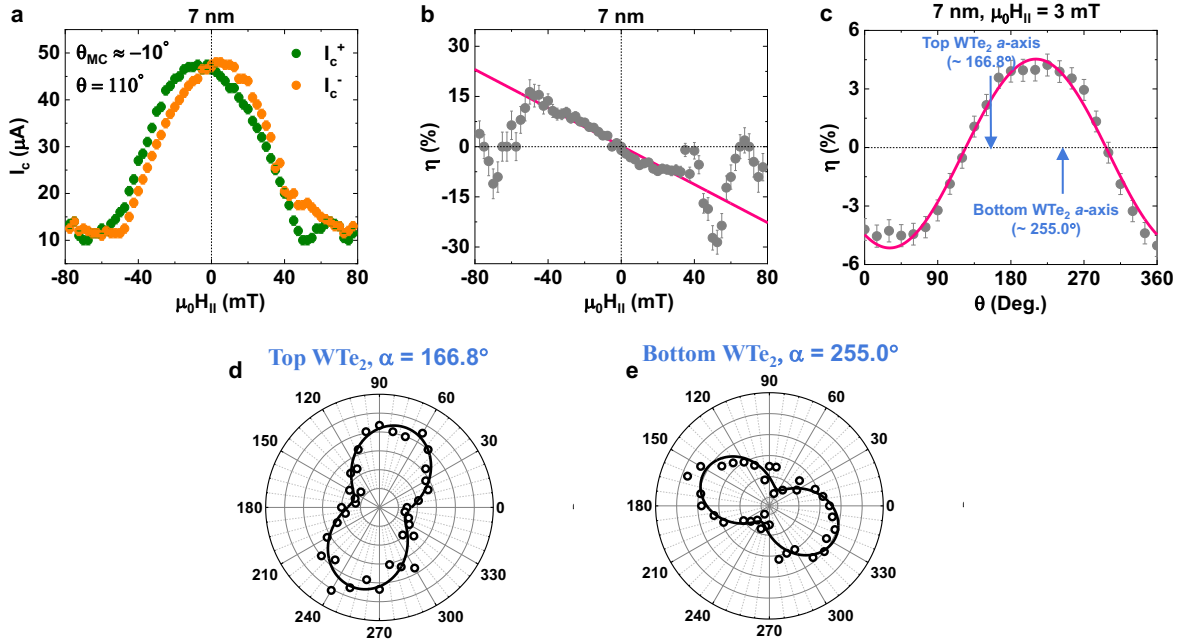 a
7 nm
θMC ≈ −10°
θ = 110°
Ic+
Ic-
50
40
30
20
10
Ic (μA)
-80
-40
0
40
80
μ0HII (mT)
b
7 nm
30
15
0
-15
-30
η (%)
-80
-40
0
40
80
μ0HII (mT)
c
7 nm, μ0HII = 3 mT
Top WTe2 a-axis
(~ 166.8°)
Bottom WTe2 a-axis
(~ 255.0°)
6
3
0
-3
-6
η (%)
0
90
180
270
360
θ (Deg.)
Top WTe2, α = 166.8°
d
90
120
60
150
30
180
0
210
330
240
300
270
Bottom WTe2, α = 255.0°
e
90
120
60
150
30
180
0
210
330
240
300
270